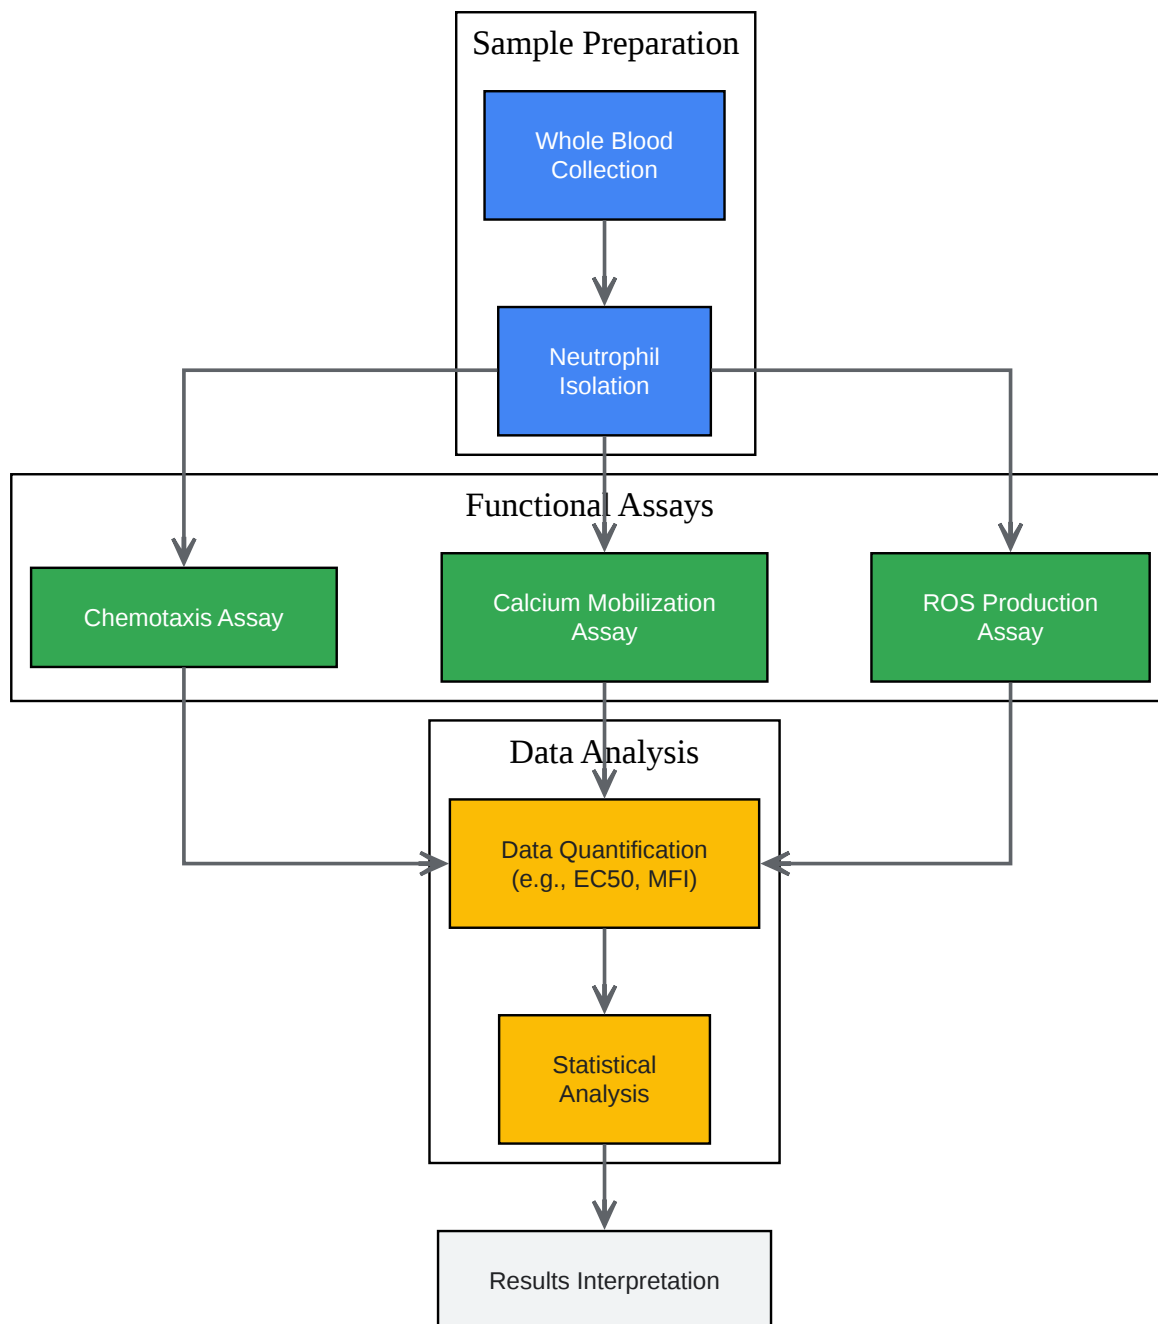 Sample Preparation
Whole Blood
Collection
Neutrophil
Isolation
Functional Assays
Chemotaxis Assay
Calcium Mobilization
Assay
ROS Production
Assay
Data Analysis
Data Quantification
(e.g., EC50, MFI)
Statistical
Analysis
Results Interpretation